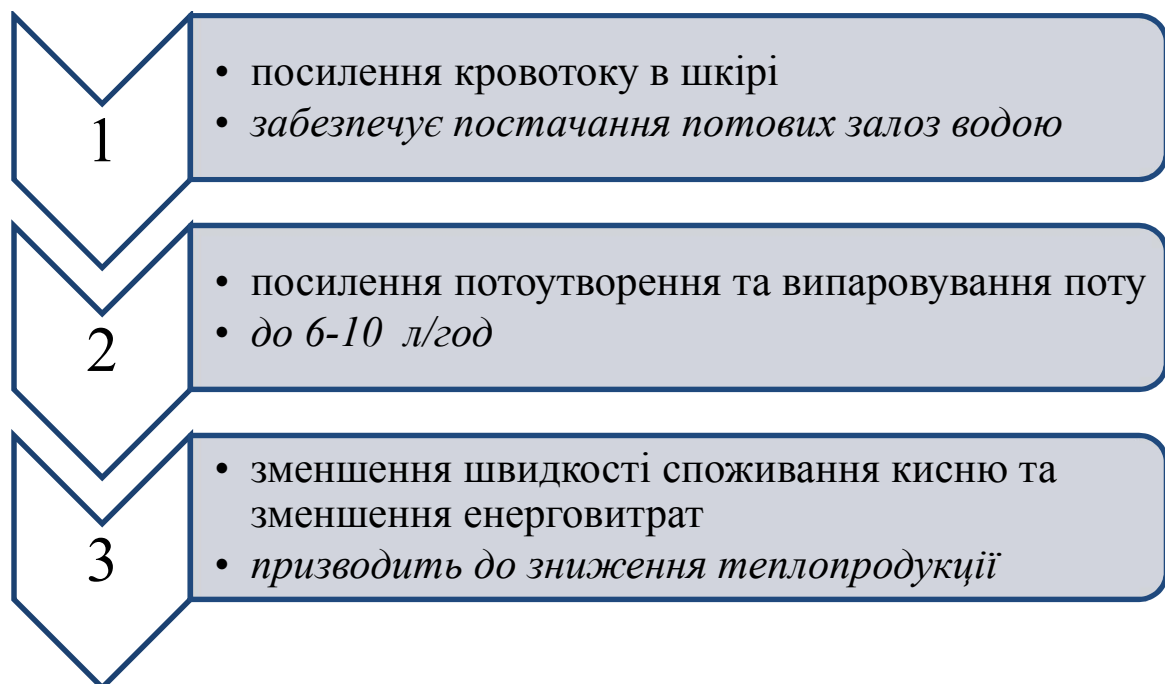 1
• посилення кровотоку в шкірі
• забезпечує постачання потових залоз водою
2
• посилення потоутворення та випаровування поту
• до 6-10 л/год
3
• зменшення швидкості споживання кисню та
зменшення енерговитрат
• призводить до зниження теплопродукції